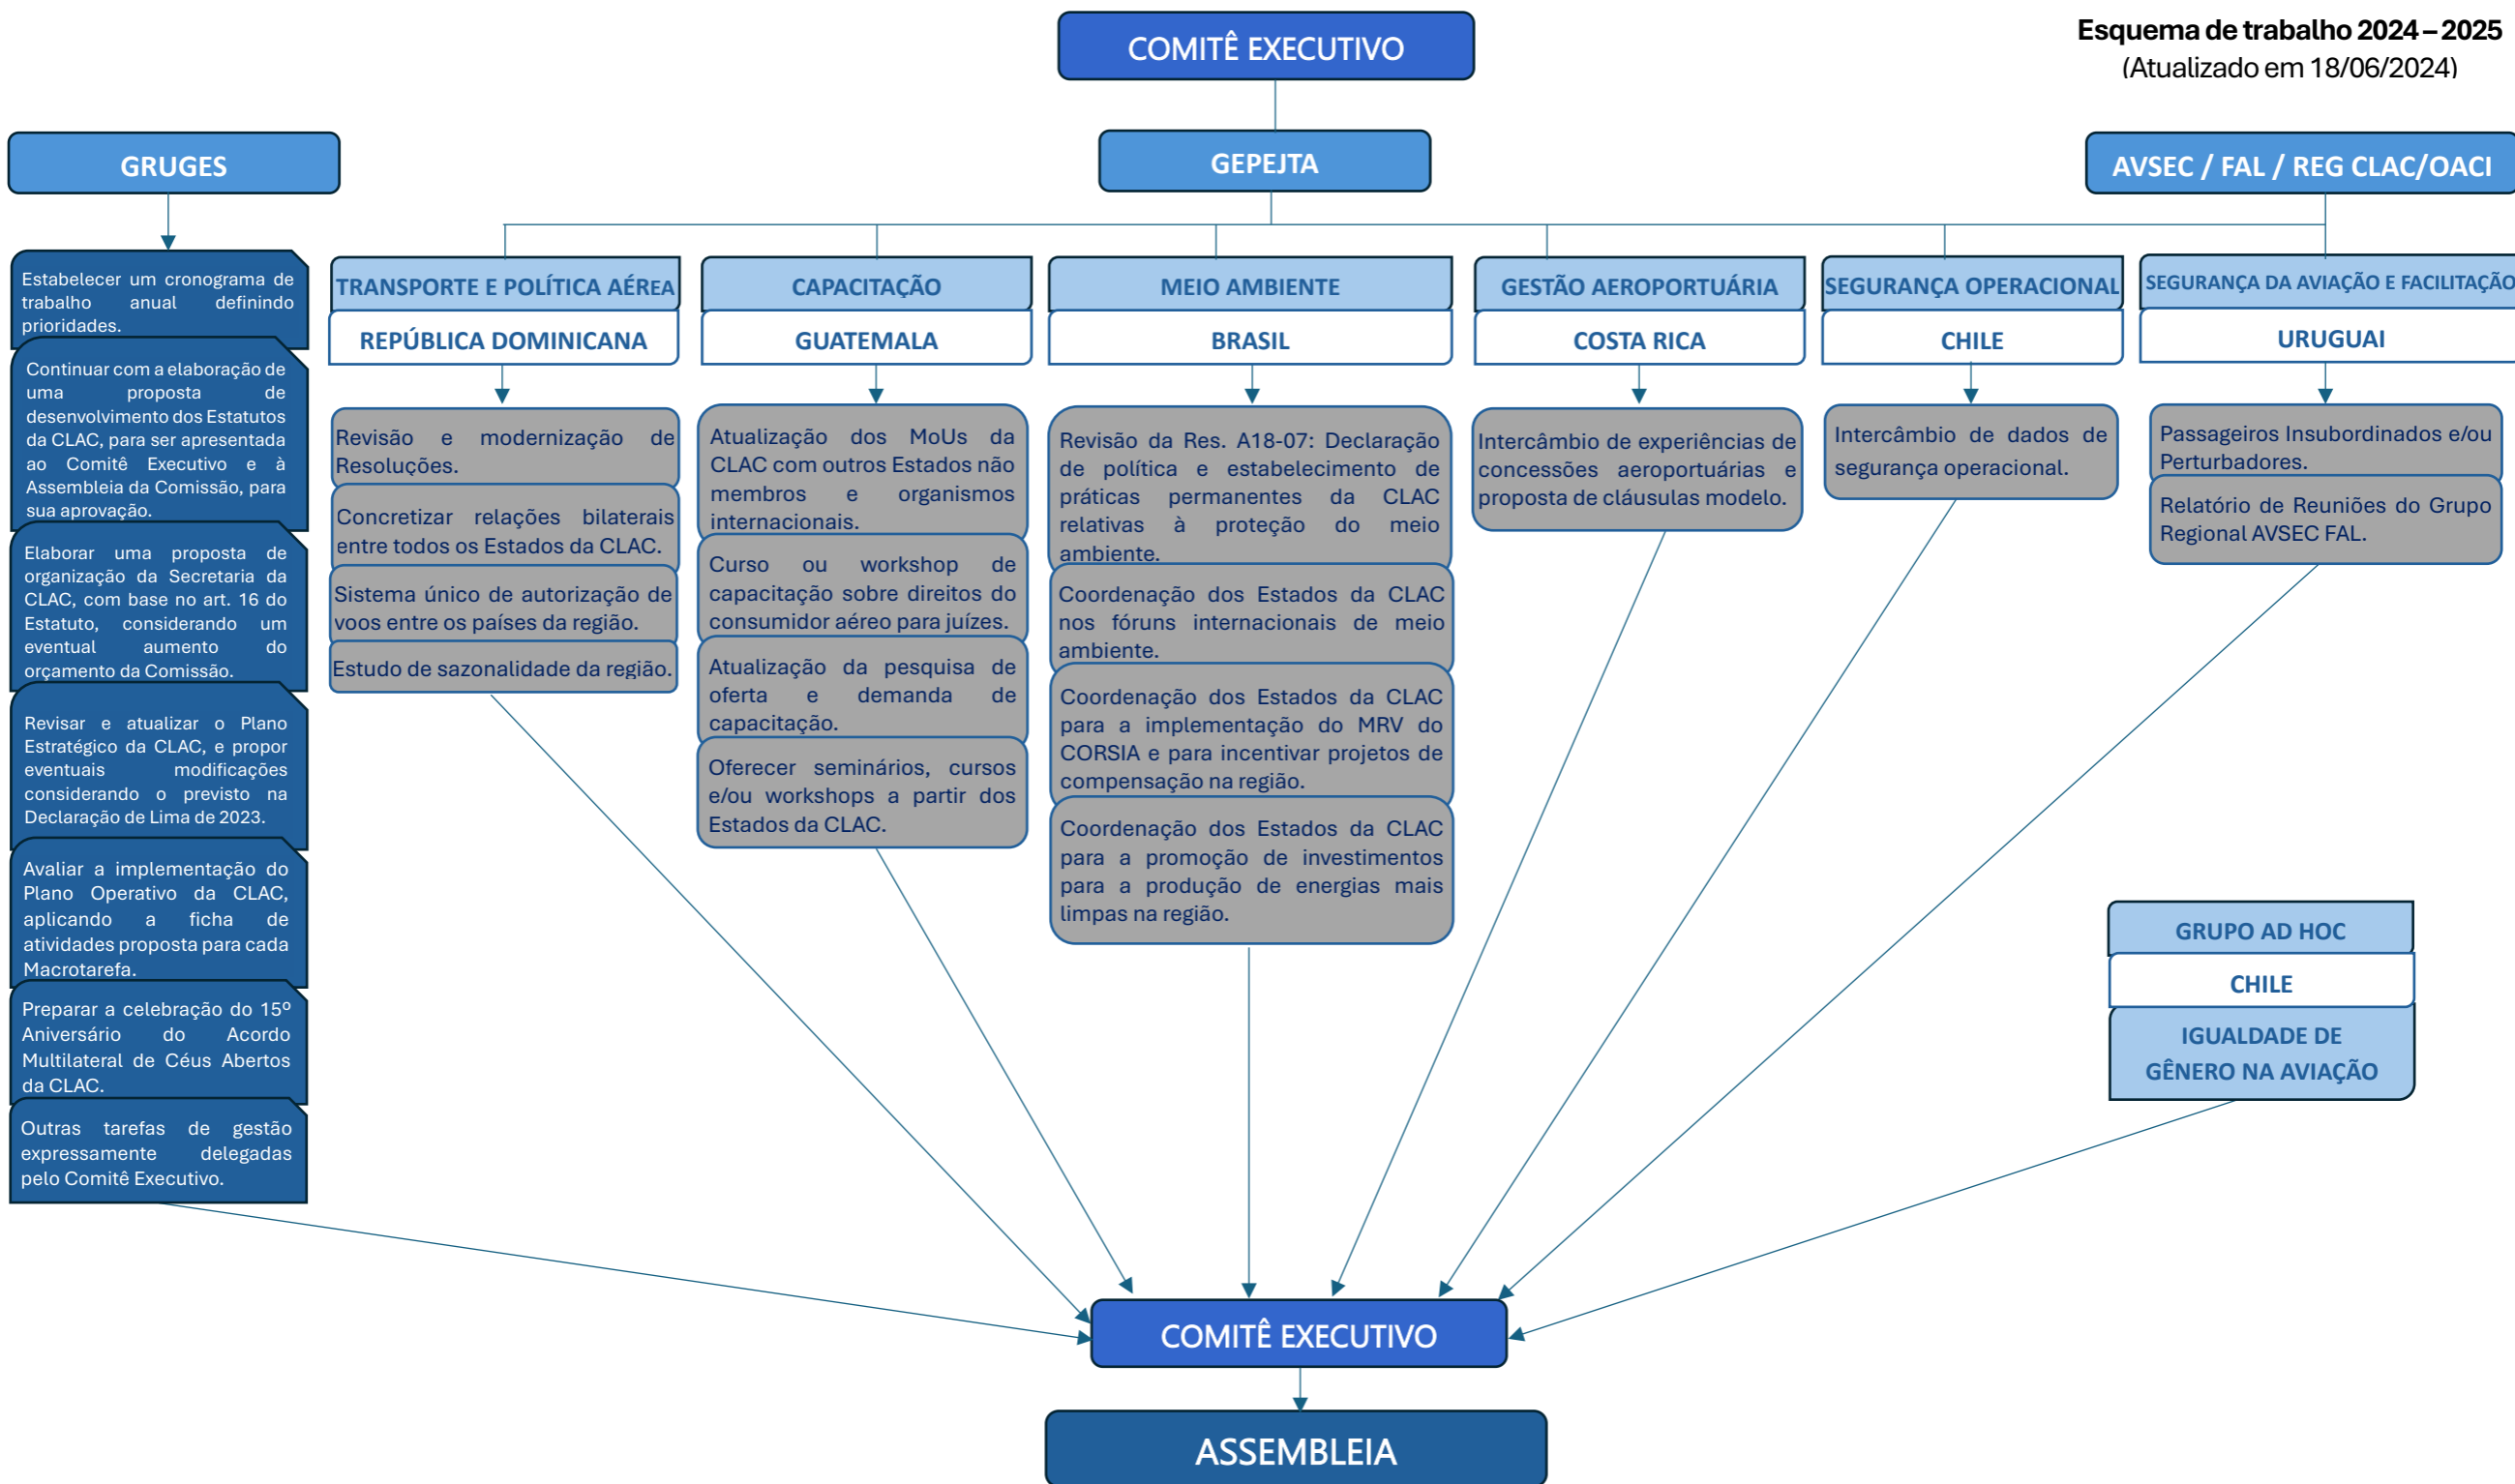 COMITÊ EXECUTIVO
Esquema de trabalho 2024 – 2025
(Atualizado em 18/06/2024)
GRUGES
GEPEJTA
AVSEC / FAL / REG CLAC/OACI
Estabelecer um cronograma de
trabalho anual definindo
prioridades.
Continuar com a elaboração de
uma proposta de
desenvolvimento dos Estatutos
da CLAC, para ser apresentada
ao Comitê Executivo e à
Assembleia da Comissão, para
sua aprovação.
Elaborar uma proposta de
organização da Secretaria da
CLAC, com base no art. 16 do
Estatuto, considerando um
eventual aumento do
orçamento da Comissão.
Revisar e atualizar o Plano
Estratégico da CLAC, e propor
eventuais modificações
considerando o previsto na
Declaração de Lima de 2023.
Avaliar a implementação do
Plano Operativo da CLAC,
aplicando a ficha de
atividades proposta para cada
Macrotarefa.
Preparar a celebração do 15º
Aniversário do Acordo
Multilateral de Céus Abertos
da CLAC.
Outras tarefas de gestão
expressamente delegadas
pelo Comitê Executivo.
TRANSPORTE E POLÍTICA AÉREA
REPÚBLICA DOMINICANA
Revisão e modernização de
Resoluções.
Concretizar relações bilaterais
entre todos os Estados da CLAC.
Sistema único de autorização de
voos entre os países da região.
Estudo de sazonalidade da região.
CAPACITAÇÃO
GUATEMALA
Atualização dos MoUs da
CLAC com outros Estados não
membros e organismos
internacionais.
Curso ou workshop de
capacitação sobre direitos do
consumidor aéreo para juízes.
Atualização da pesquisa de
oferta e demanda de
capacitação.
Oferecer seminários, cursos
e/ou workshops a partir dos
Estados da CLAC.
MEIO AMBIENTE
BRASIL
Revisão da Res. A18-07: Declaração
de política e estabelecimento de
práticas permanentes da CLAC
relativas à proteção do meio
ambiente.
Coordenação dos Estados da CLAC
nos fóruns internacionais de meio
ambiente.
Coordenação dos Estados da CLAC
para a implementação do MRV do
CORSIA e para incentivar projetos de
compensação na região.
Coordenação dos Estados da CLAC
para a promoção de investimentos
para a produção de energias mais
limpas na região.
GESTÃO AEROPORTUÁRIA
COSTA RICA
Intercâmbio de experiências de
concessões aeroportuárias e
proposta de cláusulas modelo.
SEGURANÇA OPERACIONAL
CHILE
Intercâmbio de dados de
segurança operacional.
SEGURANÇA DA AVIAÇÃO E FACILITAÇÃO
URUGUAI
Passageiros Insubordinados e/ou
Perturbadores.
Relatório de Reuniões do Grupo
Regional AVSEC FAL.
GRUPO AD HOC
CHILE
IGUALDADE DE
GÊNERO NA AVIAÇÃO
COMITÊ EXECUTIVO
ASSEMBLEIA